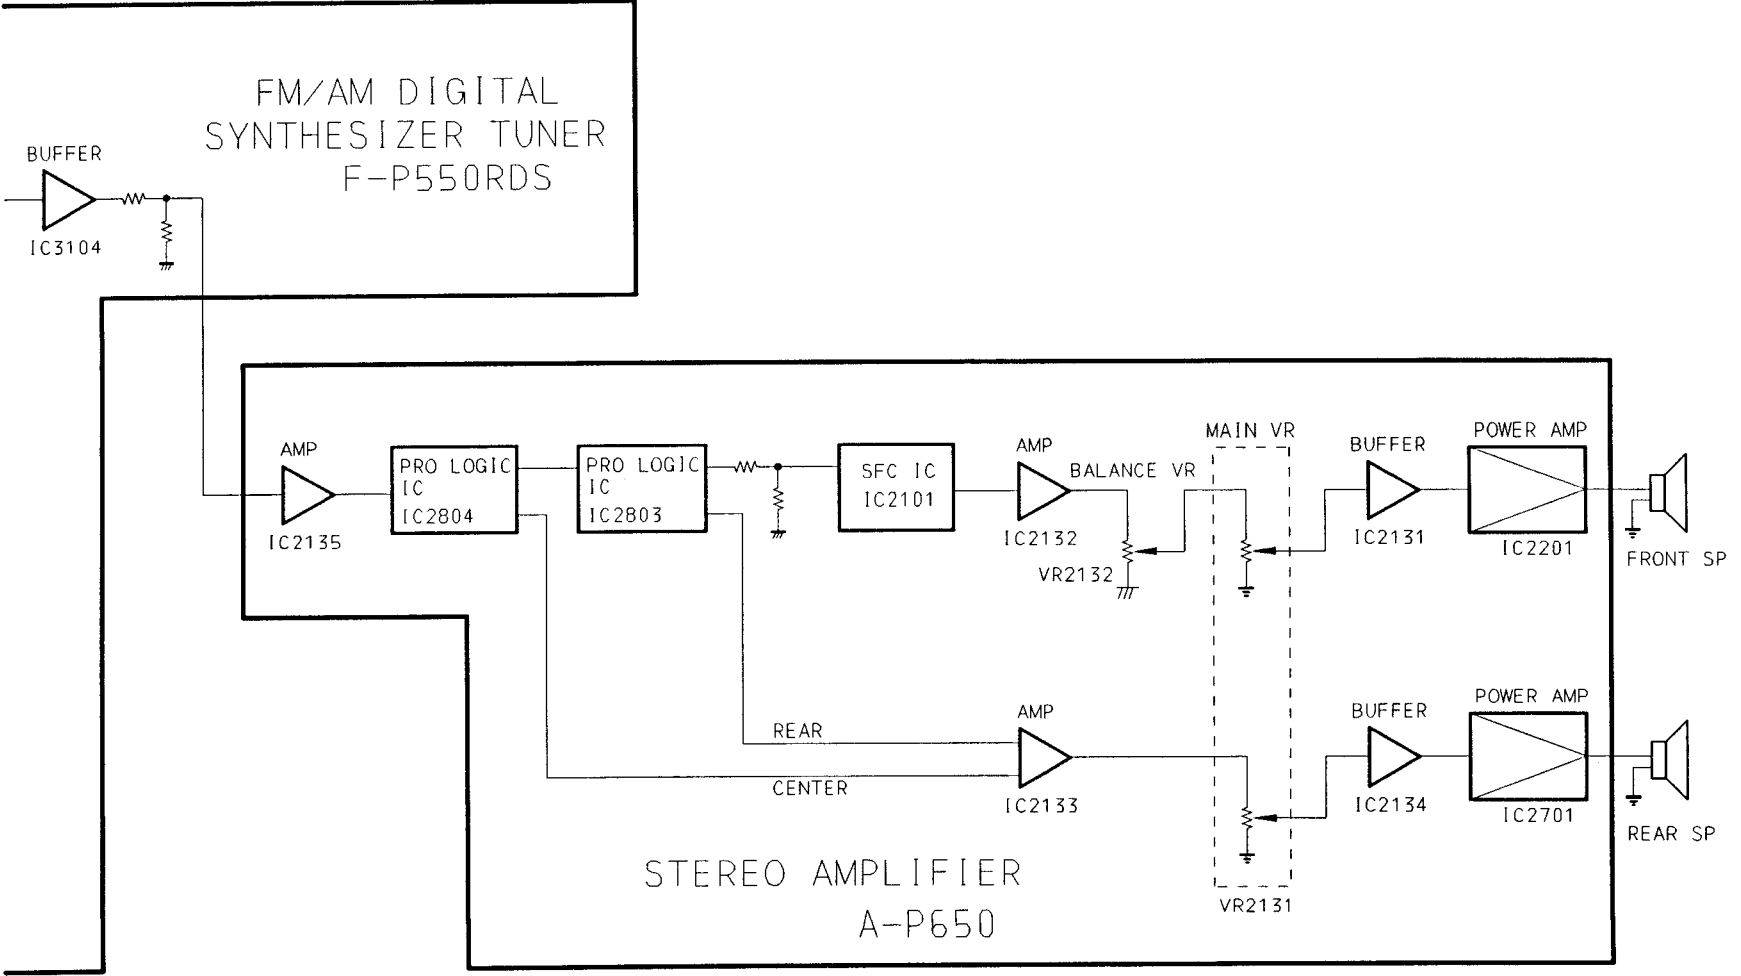 FM/AM DIGITAL
SYNTHESIZER TUNER
F-P550RDS
BUFFER
IC3104
AMP
IC2135
PRO LOGIC
IC
IC2804
PRO LOGIC
IC
IC2803
SFC IC
IC2101
AMP
IC2132
BALANCE VR
VR2132
MAIN VR
BUFFER
IC2131
POWER AMP
IC2201
FRONT SP
REAR
CENTER
AMP
IC2133
BUFFER
IC2134
POWER AMP
IC2701
REAR SP
VR2131
STEREO AMPLIFIER
A-P650